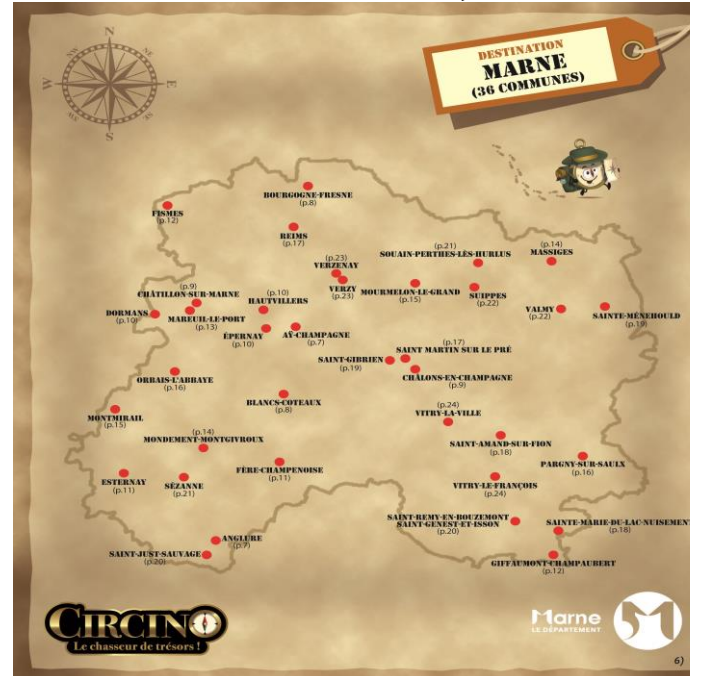 DESTINATION
MARNE
(36 COMMUNES)
N
NO
NE
W
E
SO
SE
S
BOURGOGNE-FRESNE
(p.8)
FISMES
(p.12)
REIMS
(p.17)
(p.21)
SOUAIN-PERTHES-LÈS-HURLUS
(p.14)
MASSIGES
(p.23)
VERZENAY
VERZY
(p.23)
MOURMELON-LE-GRAND
(p.15)
SUIPPES
(p.22)
(p.9)
CHÂTILLON-SUR-MARNE
(p.10)
HAUTVILLERS
DORMANS
(p.10)
MAREUIL-LE-PORT
(p.13)
VALMY
(p.22)
SAINTE-MÉNEHOULD
(p.19)
ÉPERNAY
(p.10)
AŸ-CHAMPAGNE
(p.7)
(p.17)
SAINT MARTIN SUR LE PRÉ
SAINT-GIBRIEN
(p.19)
CHÂLONS-EN-CHAMPAGNE
(p.9)
ORBAIS-L'ABBAYE
(p.16)
BLANCS-COTEAUX
(p.8)
(p.24)
VITRY-LA-VILLE
MONTMIRAIL
(p.15)
(p.14)
MONDEMENT-MONTGIVROUX
SAINT-AMAND-SUR-FION
(p.18)
PARGNY-SUR-SAULX
(p.16)
FÈRE-CHAMPENOISE
(p.11)
ESTERNAY
(p.11)
SÉZANNE
(p.21)
VITRY-LE-FRANÇOIS
(p.24)
SAINT-REMY-EN-BOUZEMONT
SAINT-GENEST-ET-ISSON
(p.20)
SAINTE-MARIE-DU-LAC-NUISEMENT
(p.18)
ANGLURE
(p.7)
SAINT-JUST-SAUVAGE
(p.20)
GIFFAUMONT-CHAMPAUBERT
(p.12)
CIRCINO
Le chasseur de trésors !
Marne
LE DÉPARTEMENT
6)